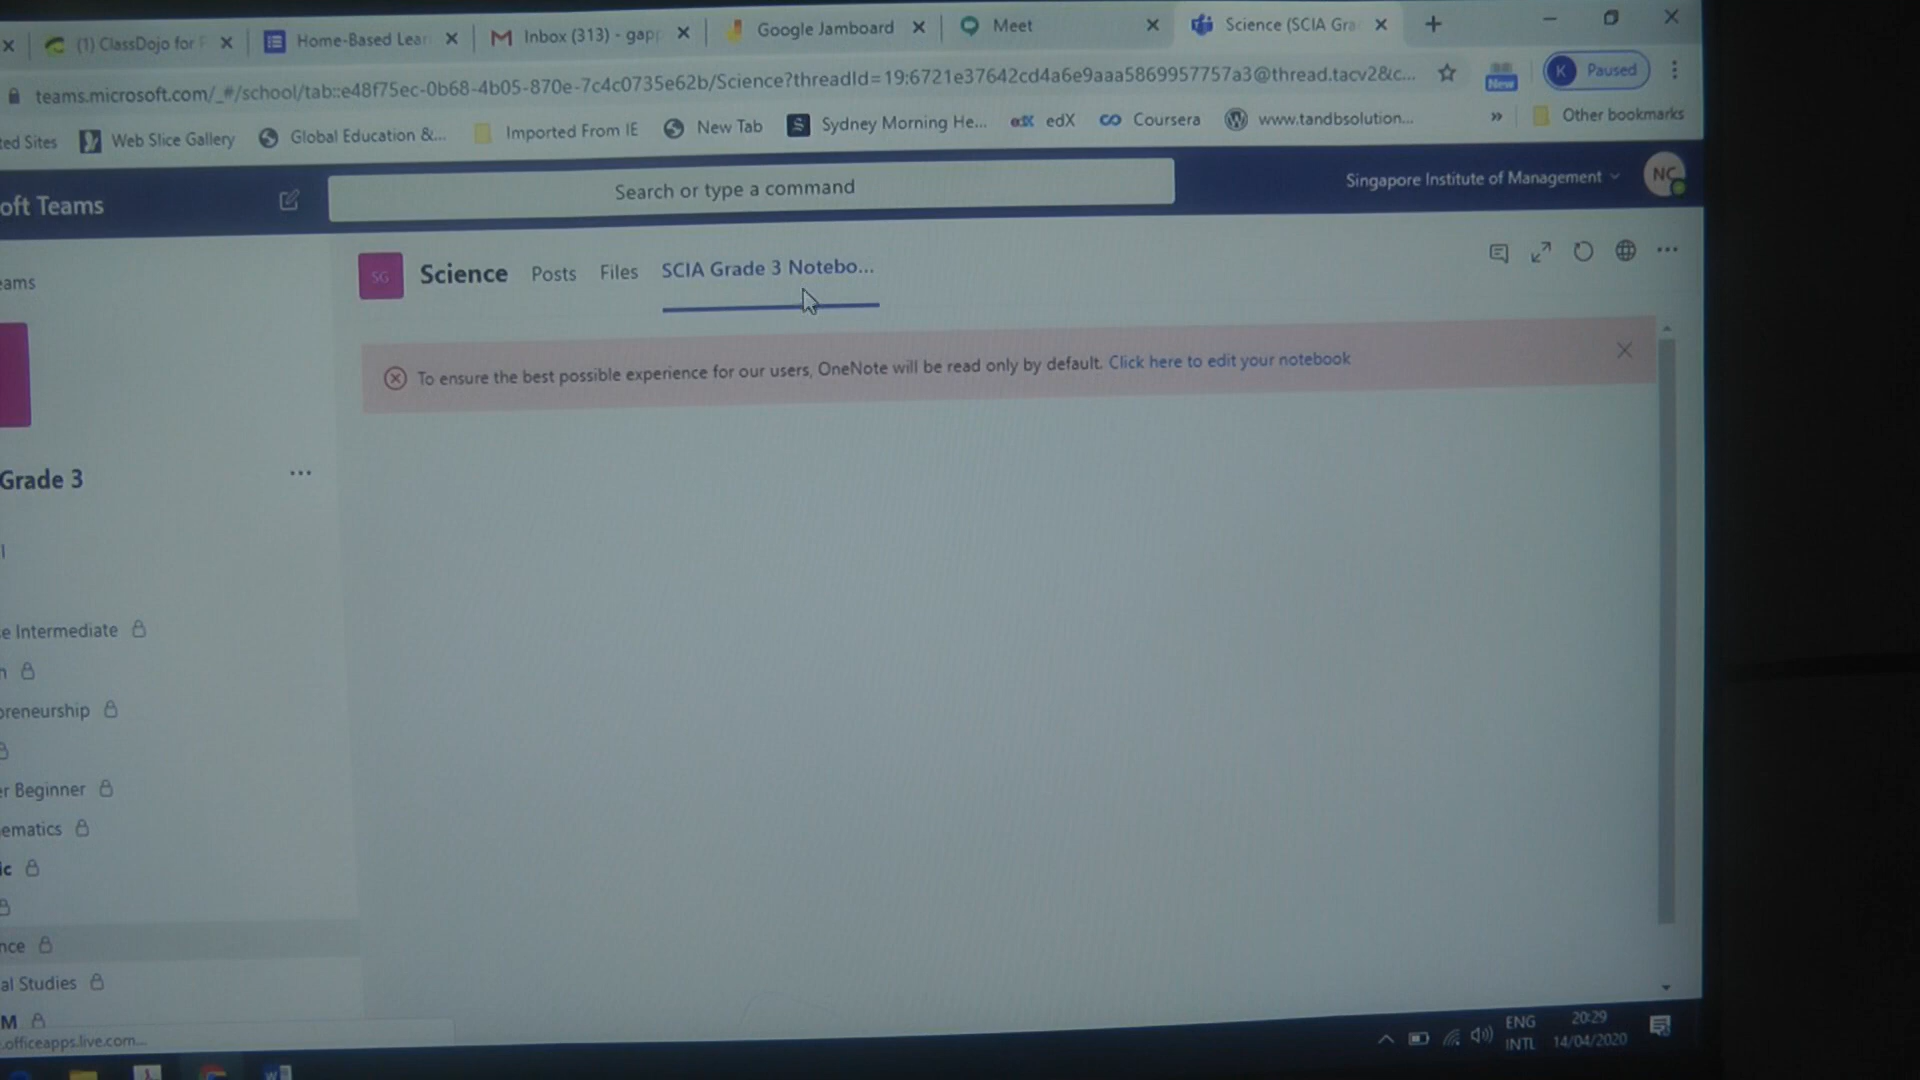 (1) ClassDojo for
Home-Based Lear
Inbox (313) - gapp
Google Jamboard
Meet
Science (SCIA Gra
teams.microsoft.com/_#/school/tab::e48f75ec-0b68-4b05-870e-7c4c0735e62b/Science?threadId=19:6721e37642cd4a6e9aaa5869957757a3@thread.tacv2&c...
New
K Paused
ted Sites
Web Slice Gallery
Global Education &...
Imported From IE
New Tab
S Sydney Morning He...
edX edX
Coursera
www.tandbsolution...
»
Other bookmarks
oft Teams
Search or type a command
Singapore Institute of Management
NC
eams
SG
Science
Posts
Files
SCIA Grade 3 Notebo...
...
To ensure the best possible experience for our users, OneNote will be read only by default. Click here to edit your notebook
Grade 3
...
l
e Intermediate
n
preneurship
er Beginner
ematics
ic
nce
al Studies
M
.officeapps.live.com...
ENG
INTL
20:29
14/04/2020